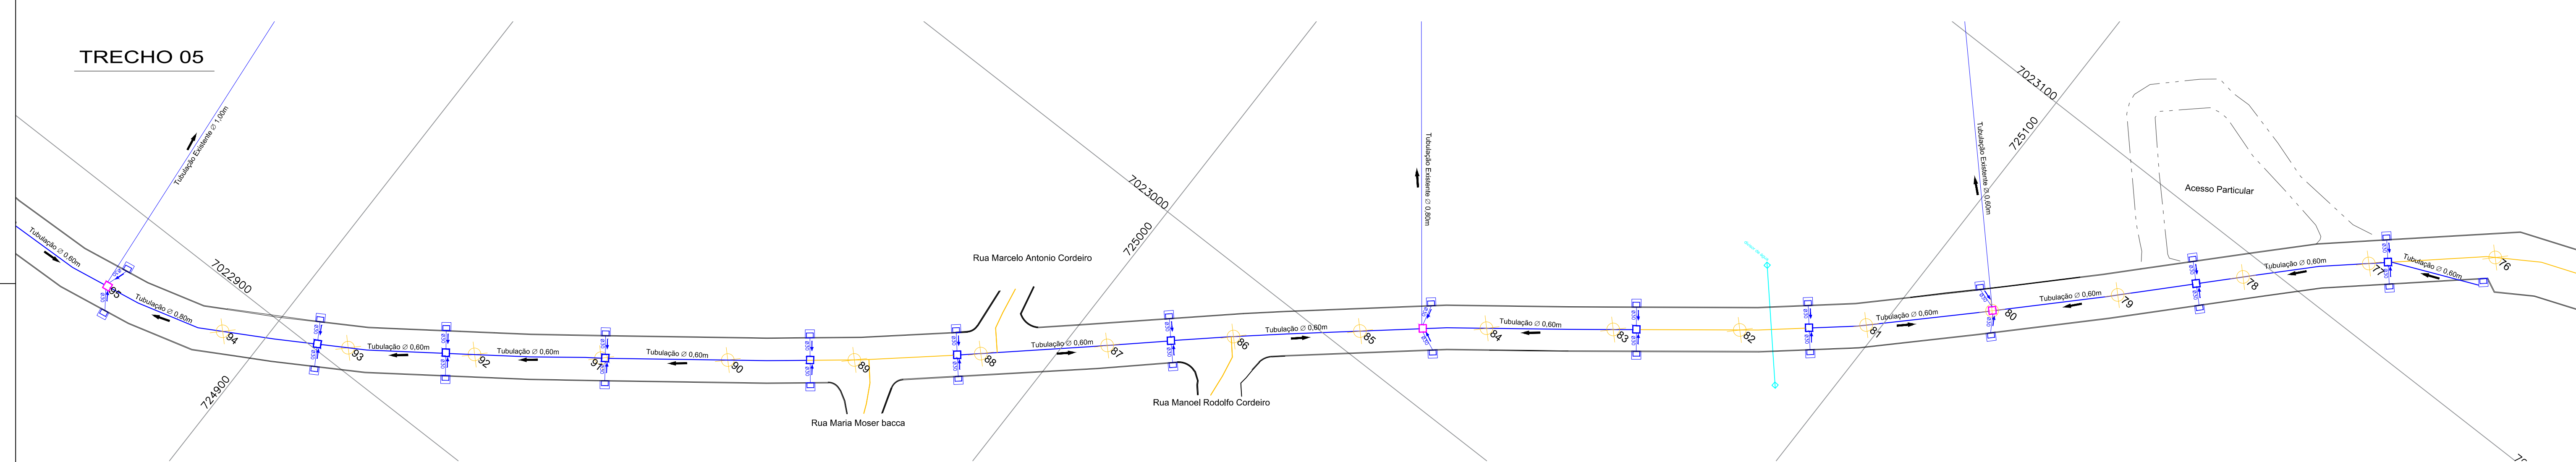 TRECHO 05
Tubulação Existente ∅ 1,00m
7022900
724900
Tubulação ∅ 0,60m
95
Tubulação ∅ 0,80m
94
93
Tubulação ∅ 0,60m
92
Tubulação ∅ 0,60m
91
Tubulação ∅ 0,60m
90
89
Rua Maria Moser bacca
Rua Marcelo Antonio Cordeiro
88
Tubulação ∅ 0,60m
87
725000
7023000
Rua Manoel Rodolfo Cordeiro
86
Tubulação ∅ 0,60m
85
Tubulação Existente ∅ 0,80m
84
Tubulação ∅ 0,60m
83
82
81
Tubulação ∅ 0,60m
80
Tubulação Existente ∅ 0,60m
725100
7023100
Tubulação ∅ 0,60m
79
Acesso Particular
78
Tubulação ∅ 0,60m
77
Tubulação ∅ 0,60m
76